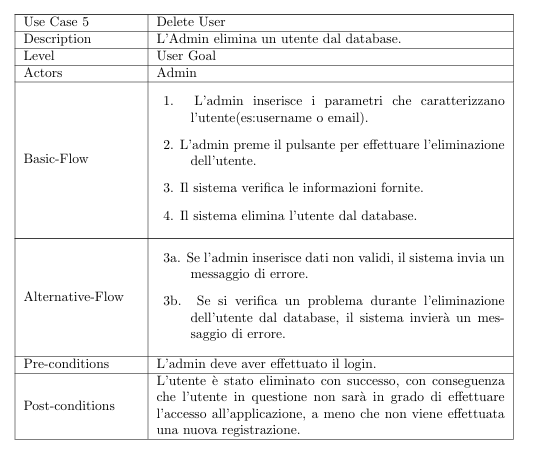 Use Case 5 Delete User
Description L'Admin elimina un utente dal database.
Level User Goal
Actors Admin
Basic-Flow
1. L'admin inserisce i parametri che caratterizzano
l'utente(es:username o email).
2. L'admin preme il pulsante per effettuare l'eliminazione
dell'utente.
3. Il sistema verifica le informazioni fornite.
4. Il sistema elimina l'utente dal database.
Alternative-Flow
3a. Se l'admin inserisce dati non validi, il sistema invia un
messaggio di errore.
3b. Se si verifica un problema durante l'eliminazione
dell'utente dal database, il sistema invierà un mes-
saggio di errore.
Pre-conditions L'admin deve aver effettuato il login.
Post-conditions
L'utente è stato eliminato con successo, con conseguenza
che l'utente in questione non sarà in grado di effettuare
l'accesso all'applicazione, a meno che non viene effettuata
una nuova registrazione.